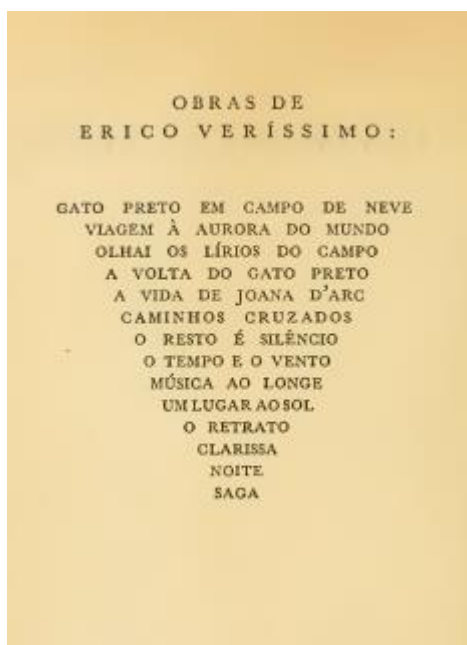 OBRAS DE
ERICO VERÍSSIMO:
GATO PRETO EM CAMPO DE NEVE
VIAGEM À AURORA DO MUNDO
OLHAI OS LÍRIOS DO CAMPO
A VOLTA DO GATO PRETO
A VIDA DE JOANA D'ARC
CAMINHOS CRUZADOS
O RESTO É SILÊNCIO
O TEMPO E O VENTO
MÚSICA AO LONGE
UM LUGAR AO SOL
O RETRATO
CLARISSA
NOITE
SAGA